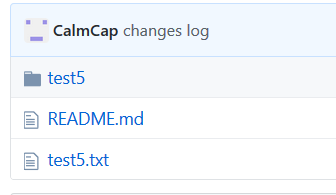 CalmCap changes log
test5
README.md
test5.txt